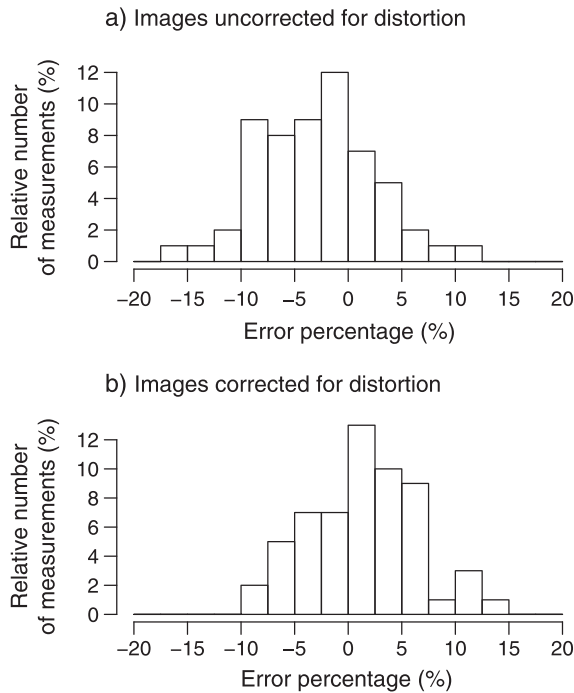 a) Images uncorrected for distortion
Relative number
of measurements (%)
12
10
8
6
4
2
0
−20 −15 −10 −5 0 5 10 15 20
Error percentage (%)
b) Images corrected for distortion
Relative number
of measurements (%)
12
10
8
6
4
2
0
−20 −15 −10 −5 0 5 10 15 20
Error percentage (%)